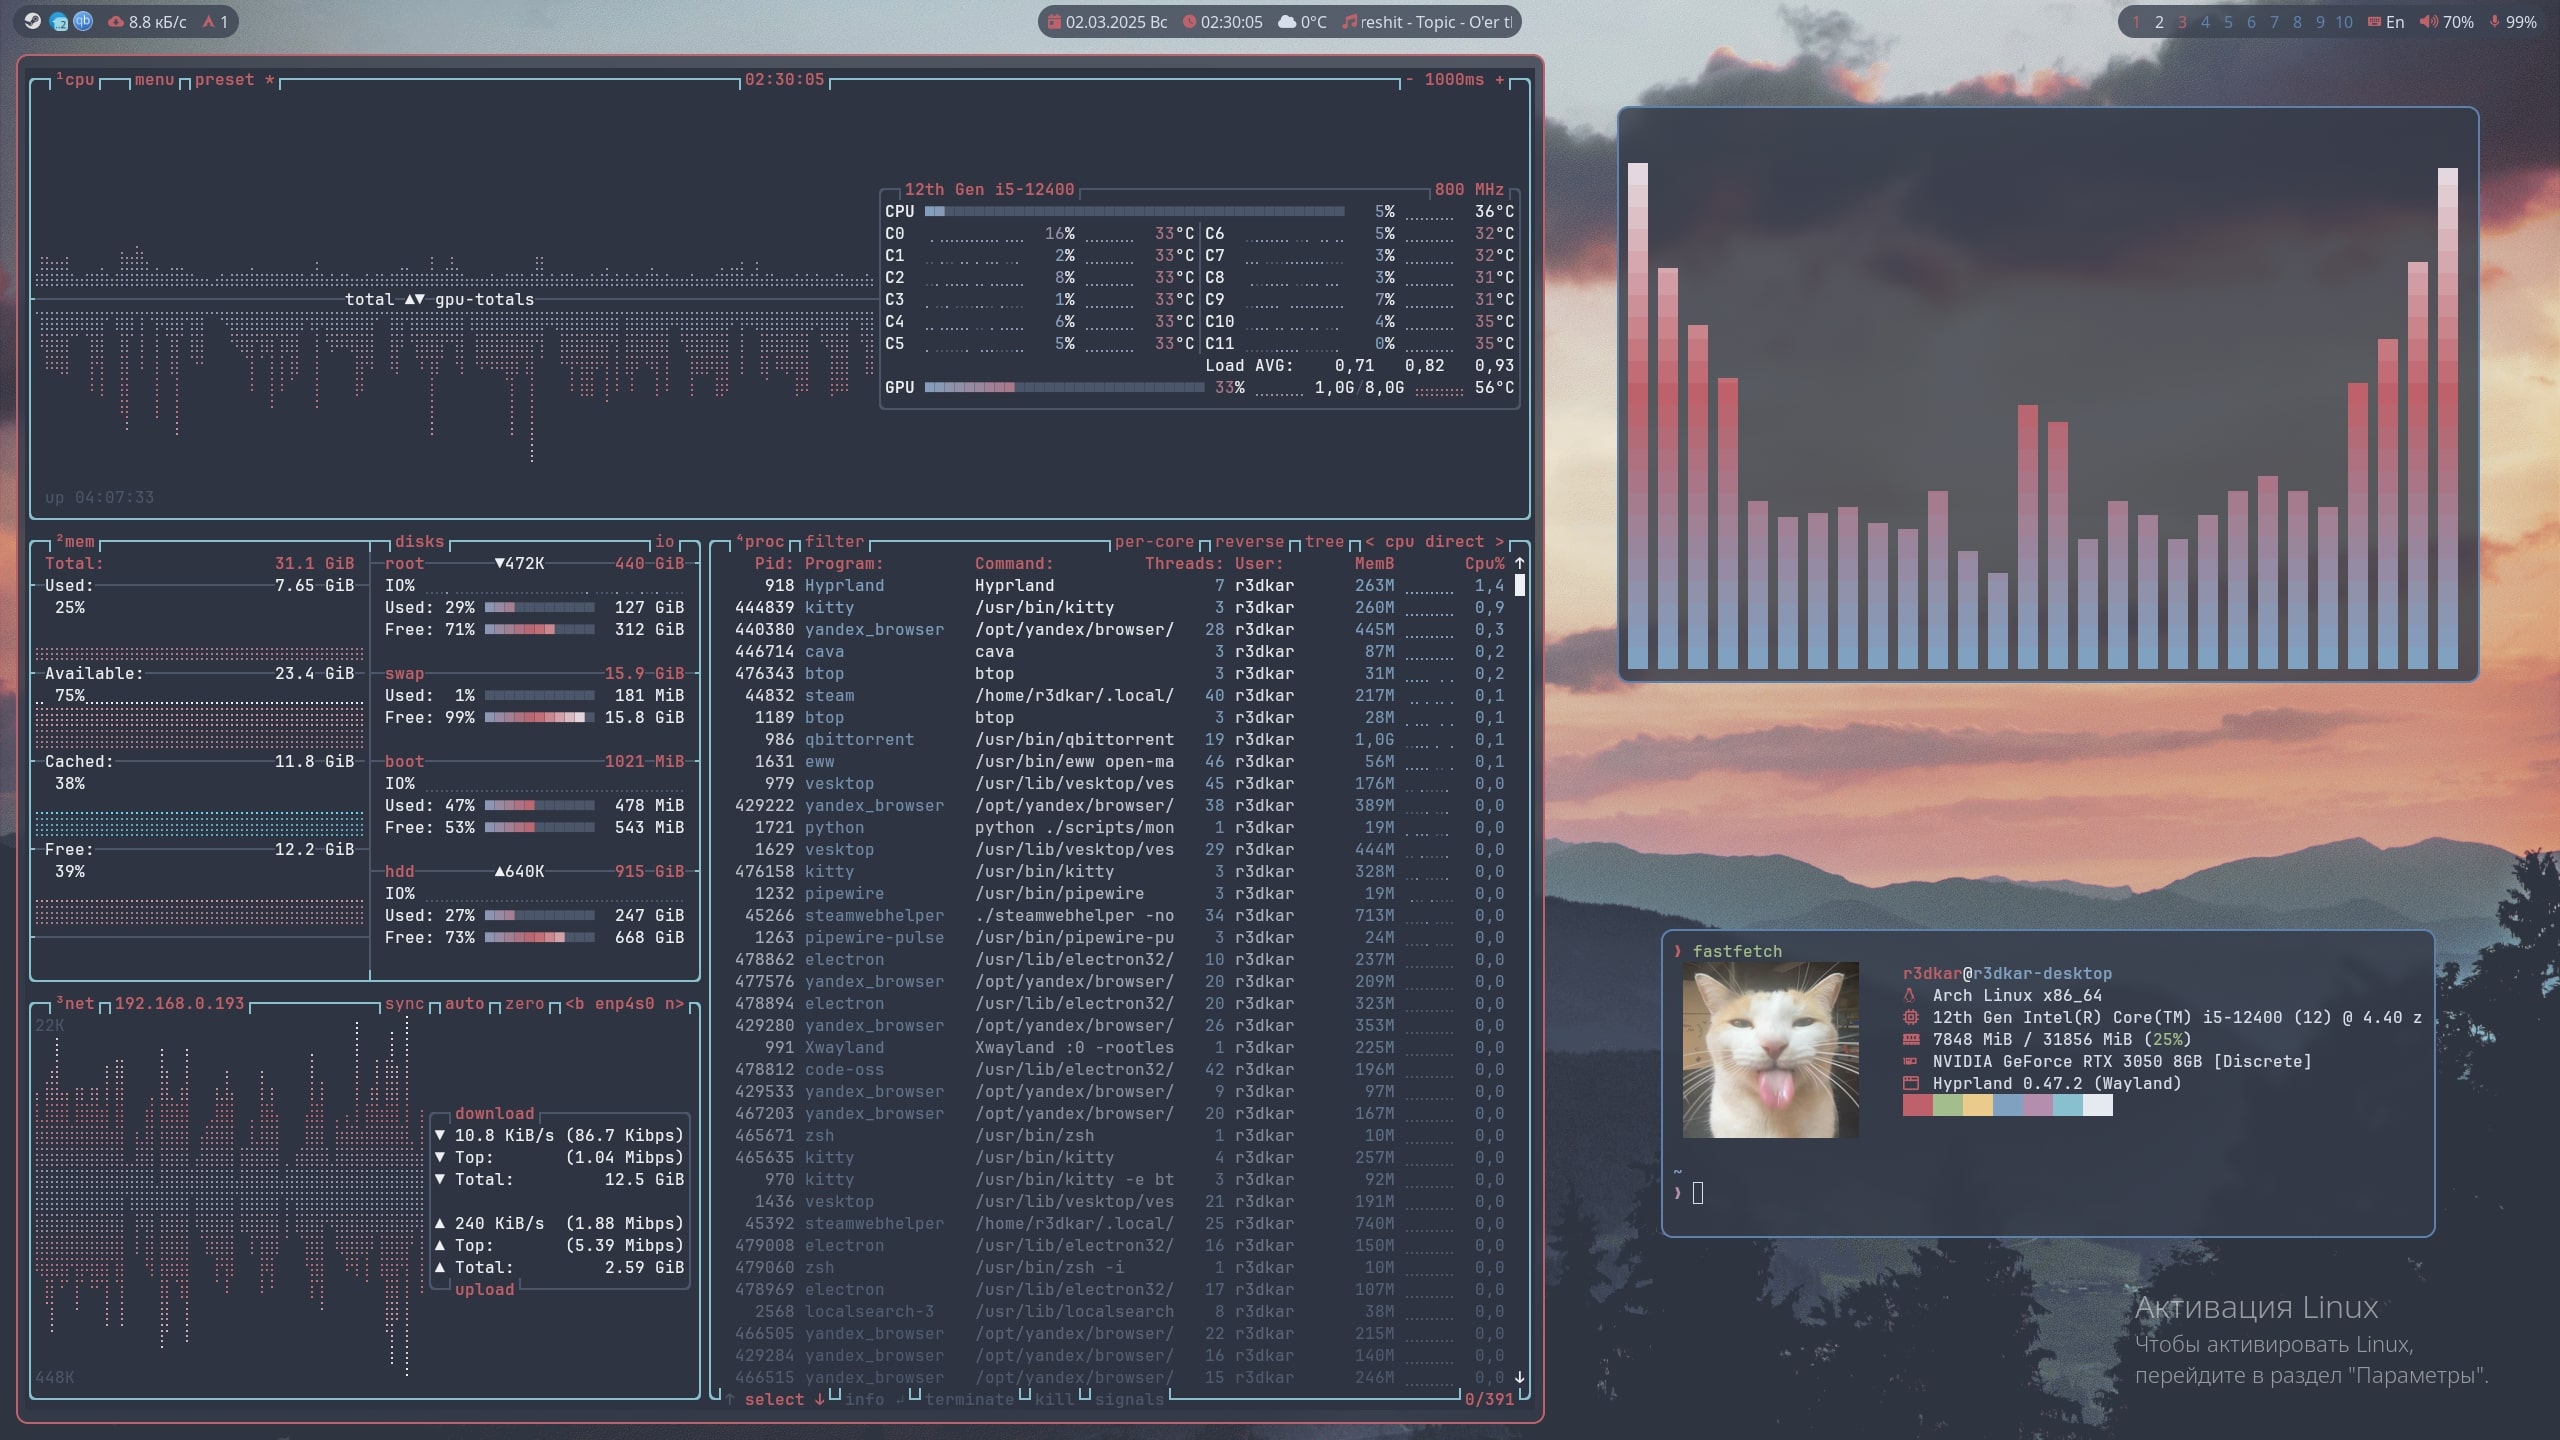 8.8 кБ/с 1
02.03.2025 Вс 02:30:05 0°C reshit - Topic - O'er tl
1 2 3 4 5 6 7 8 9 10 En 70% 99%
¹cpu menu preset * 02:30:05 - 1000ms +
12th Gen i5-12400 800 MHz
CPU 5% 36°C
C0 16% 33°C C6 5% 32°C
C1 2% 33°C C7 3% 32°C
C2 8% 33°C C8 3% 31°C
C3 1% 33°C C9 7% 31°C
C4 6% 33°C C10 4% 35°C
C5 5% 33°C C11 0% 35°C
Load AVG: 0,71 0,82 0,93
GPU 33% 1,0G/8,0G 56°C
total ▲▼ gpu-totals
up 04:07:33
²mem disks io
Total: 31.1 GiB
Used: 7.65 GiB
25%
Available: 23.4 GiB
75%
Cached: 11.8 GiB
38%
Free: 12.2 GiB
39%
root ▼472K 440 GiB
IO%
Used: 29% 127 GiB
Free: 71% 312 GiB
swap 15.9 GiB
Used: 1% 181 MiB
Free: 99% 15.8 GiB
boot 1021 MiB
IO%
Used: 47% 478 MiB
Free: 53% 543 MiB
hdd ▲640K 915 GiB
IO%
Used: 27% 247 GiB
Free: 73% 668 GiB
³net 192.168.0.193 sync auto zero <b enp4s0 n>
22K
download
▼ 10.8 KiB/s (86.7 Kibps)
▼ Top: (1.04 Mibps)
▼ Total: 12.5 GiB
▲ 240 KiB/s (1.88 Mibps)
▲ Top: (5.39 Mibps)
▲ Total: 2.59 GiB
upload
448K
⁴proc filter per-core reverse tree < cpu direct >
Pid: Program: Command: Threads: User: MemB Cpu% ↑
918 Hyprland Hyprland 7 r3dkar 263M 1,4
444839 kitty /usr/bin/kitty 3 r3dkar 260M 0,9
440380 yandex_browser /opt/yandex/browser/ 28 r3dkar 445M 0,3
446714 cava cava 3 r3dkar 87M 0,2
476343 btop btop 3 r3dkar 31M 0,2
44832 steam /home/r3dkar/.local/ 40 r3dkar 217M 0,1
1189 btop btop 3 r3dkar 28M 0,1
986 qbittorrent /usr/bin/qbittorrent 19 r3dkar 1,0G 0,1
1631 eww /usr/bin/eww open-ma 46 r3dkar 56M 0,1
979 vesktop /usr/lib/vesktop/ves 45 r3dkar 176M 0,0
429222 yandex_browser /opt/yandex/browser/ 38 r3dkar 389M 0,0
1721 python python ./scripts/mon 1 r3dkar 19M 0,0
1629 vesktop /usr/lib/vesktop/ves 29 r3dkar 444M 0,0
476158 kitty /usr/bin/kitty 3 r3dkar 328M 0,0
1232 pipewire /usr/bin/pipewire 3 r3dkar 19M 0,0
45266 steamwebhelper ./steamwebhelper -no 34 r3dkar 713M 0,0
1263 pipewire-pulse /usr/bin/pipewire-pu 3 r3dkar 24M 0,0
478862 electron /usr/lib/electron32/ 10 r3dkar 237M 0,0
477576 yandex_browser /opt/yandex/browser/ 20 r3dkar 209M 0,0
478894 electron /usr/lib/electron32/ 20 r3dkar 323M 0,0
429280 yandex_browser /opt/yandex/browser/ 26 r3dkar 353M 0,0
991 Xwayland Xwayland :0 -rootles 1 r3dkar 225M 0,0
478812 code-oss /usr/lib/electron32/ 42 r3dkar 196M 0,0
429533 yandex_browser /opt/yandex/browser/ 9 r3dkar 97M 0,0
467203 yandex_browser /opt/yandex/browser/ 20 r3dkar 167M 0,0
465671 zsh /usr/bin/zsh 1 r3dkar 10M 0,0
465635 kitty /usr/bin/kitty 4 r3dkar 257M 0,0
970 kitty /usr/bin/kitty -e bt 3 r3dkar 92M 0,0
1436 vesktop /usr/lib/vesktop/ves 21 r3dkar 191M 0,0
45392 steamwebhelper /home/r3dkar/.local/ 25 r3dkar 740M 0,0
479008 electron /usr/lib/electron32/ 16 r3dkar 150M 0,0
479060 zsh /usr/bin/zsh -i 1 r3dkar 10M 0,0
478969 electron /usr/lib/electron32/ 17 r3dkar 107M 0,0
2568 localsearch-3 /usr/lib/localsearch 8 r3dkar 38M 0,0
466505 yandex_browser /opt/yandex/browser/ 22 r3dkar 215M 0,0
429284 yandex_browser /opt/yandex/browser/ 16 r3dkar 140M 0,0
466515 yandex_browser /opt/yandex/browser/ 15 r3dkar 246M 0,0 ↓
↑ select ↓ info ↲ terminate kill signals 0/391
❯ fastfetch
r3dkar@r3dkar-desktop
Arch Linux x86_64
12th Gen Intel(R) Core(TM) i5-12400 (12) @ 4.40 z
7848 MiB / 31856 MiB (25%)
NVIDIA GeForce RTX 3050 8GB [Discrete]
Hyprland 0.47.2 (Wayland)
~
❯
Активация Linux
Чтобы активировать Linux,
перейдите в раздел "Параметры".